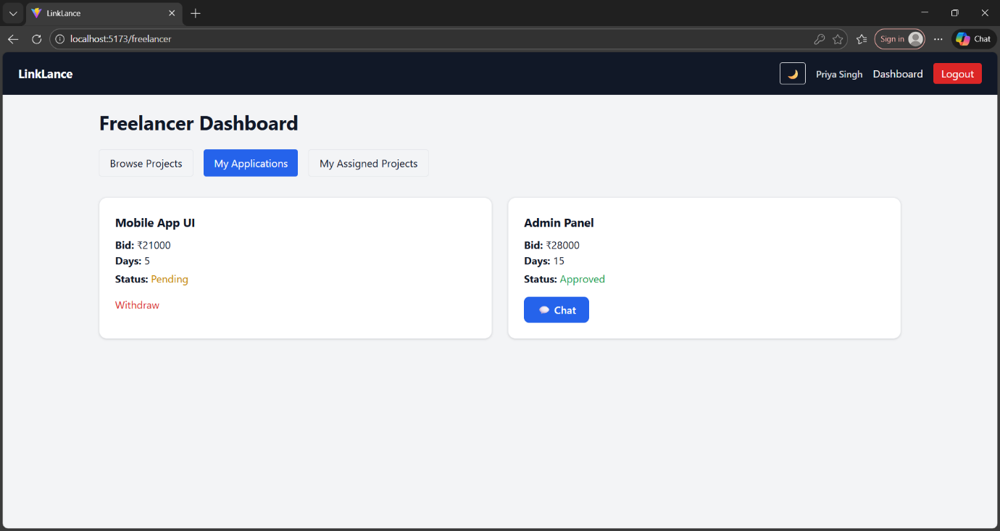 LinkLance
localhost:5173/freelancer
Sign in
Chat
LinkLance
Priya Singh
Dashboard
Logout
Freelancer Dashboard
Browse Projects
My Applications
My Assigned Projects
Mobile App UI
Bid: ₹21000
Days: 5
Status: Pending
Withdraw
Admin Panel
Bid: ₹28000
Days: 15
Status: Approved
Chat